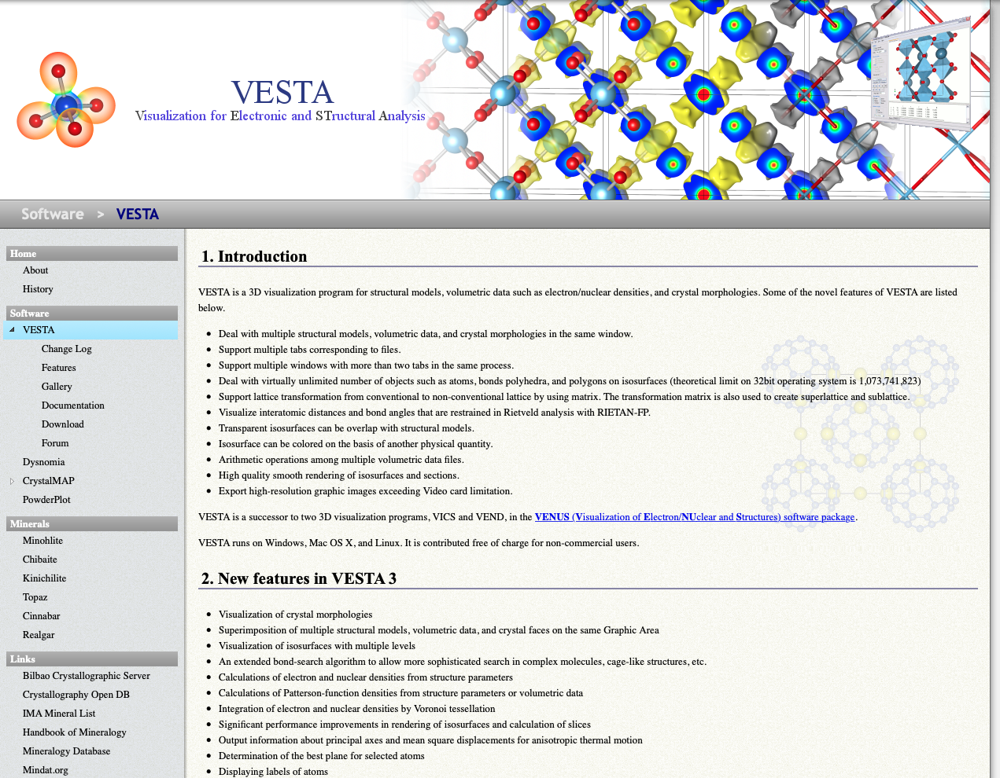 VESTA
Visualization for Electronic and STructural Analysis
Software > VESTA
Home
About
History
Software
VESTA
Change Log
Features
Gallery
Documentation
Download
Forum
Dysnomia
CrystalMAP
PowderPlot
Minerals
Minohlite
Chibaite
Kinichilite
Topaz
Cinnabar
Realgar
Links
Bilbao Crystallographic Server
Crystallography Open DB
IMA Mineral List
Handbook of Mineralogy
Mineralogy Database
Mindat.org
1. Introduction
VESTA is a 3D visualization program for structural models, volumetric data such as electron/nuclear densities, and crystal morphologies. Some of the novel features of VESTA are listed
below.
• Deal with multiple structural models, volumetric data, and crystal morphologies in the same window.
• Support multiple tabs corresponding to files.
• Support multiple windows with more than two tabs in the same process.
• Deal with virtually unlimited number of objects such as atoms, bonds polyhedra, and polygons on isosurfaces (theoretical limit on 32bit operating system is 1,073,741,823)
• Support lattice transformation from conventional to non-conventional lattice by using matrix. The transformation matrix is also used to create superlattice and sublattice.
• Visualize interatomic distances and bond angles that are restrained in Rietveld analysis with RIETAN-FP.
• Transparent isosurfaces can be overlap with structural models.
• Isosurface can be colored on the basis of another physical quantity.
• Arithmetic operations among multiple volumetric data files.
• High quality smooth rendering of isosurfaces and sections.
• Export high-resolution graphic images exceeding Video card limitation.
VESTA is a successor to two 3D visualization programs, VICS and VEND, in the VENUS (Visualization of Electron/NUclear and Structures) software package.
VESTA runs on Windows, Mac OS X, and Linux. It is contributed free of charge for non-commercial users.
2. New features in VESTA 3
• Visualization of crystal morphologies
• Superimposition of multiple structural models, volumetric data, and crystal faces on the same Graphic Area
• Visualization of isosurfaces with multiple levels
• An extended bond-search algorithm to allow more sophisticated search in complex molecules, cage-like structures, etc.
• Calculations of electron and nuclear densities from structure parameters
• Calculations of Patterson-function densities from structure parameters or volumetric data
• Integration of electron and nuclear densities by Voronoi tessellation
• Significant performance improvements in rendering of isosurfaces and calculation of slices
• Output information about principal axes and mean square displacements for anisotropic thermal motion
• Determination of the best plane for selected atoms
• Displaying labels of atoms